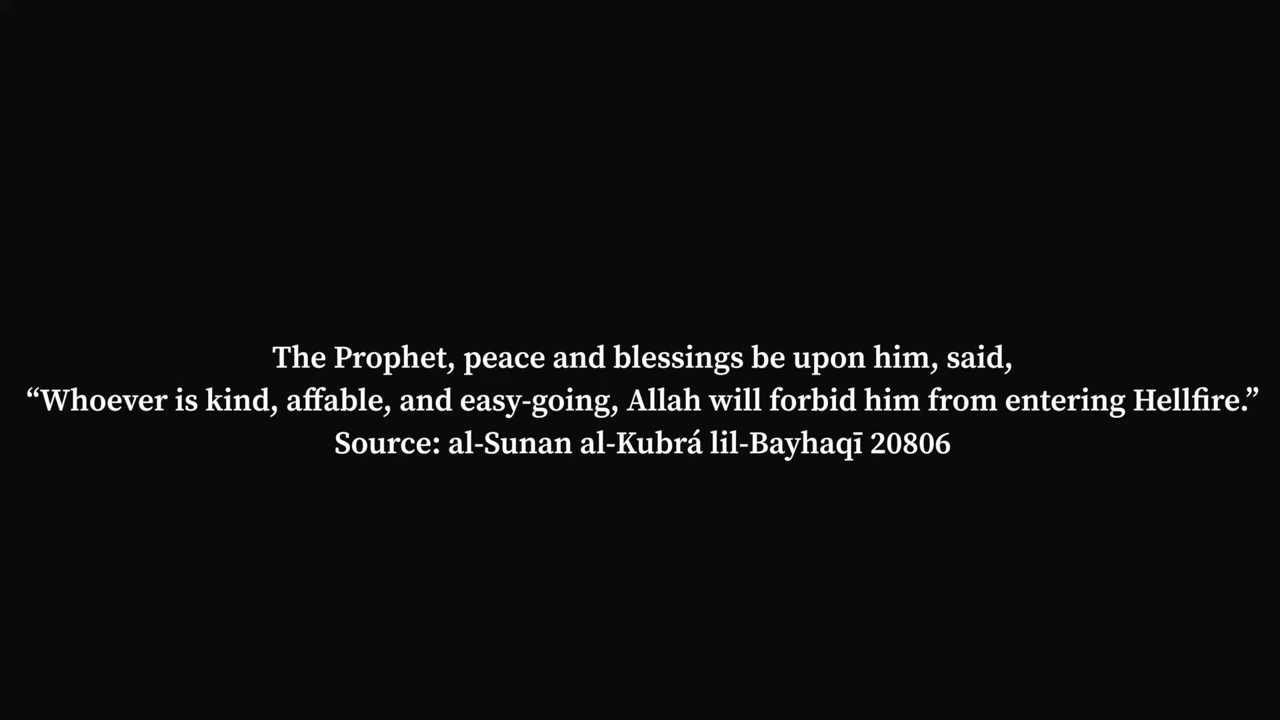 The Prophet, peace and blessings be upon him, said,
“Whoever is kind, affable, and easy-going, Allah will forbid him from entering Hellfire.”
Source: al-Sunan al-Kubrá lil-Bayhaqī 20806